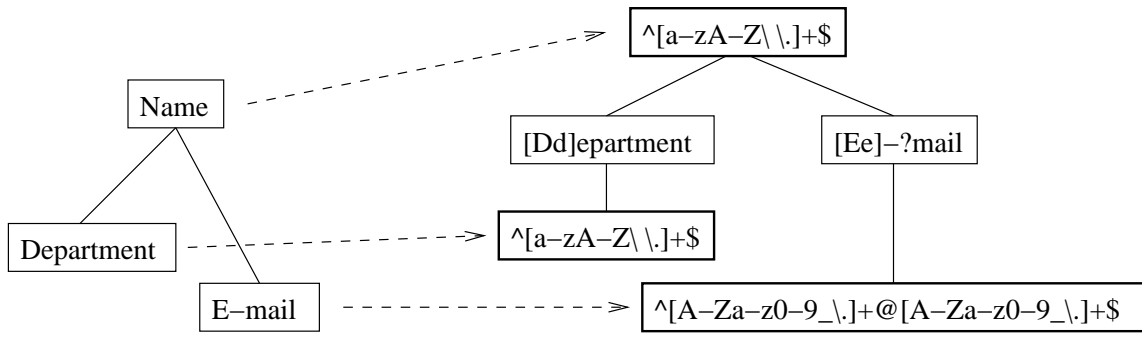 ^[a–zA–Z\ \.]+$
Name
[Dd]epartment
[Ee]–?mail
Department
^[a–zA–Z\ \.]+$
E–mail
^[A–Za–z0–9_\.]+@[A–Za–z0–9_\.]+$